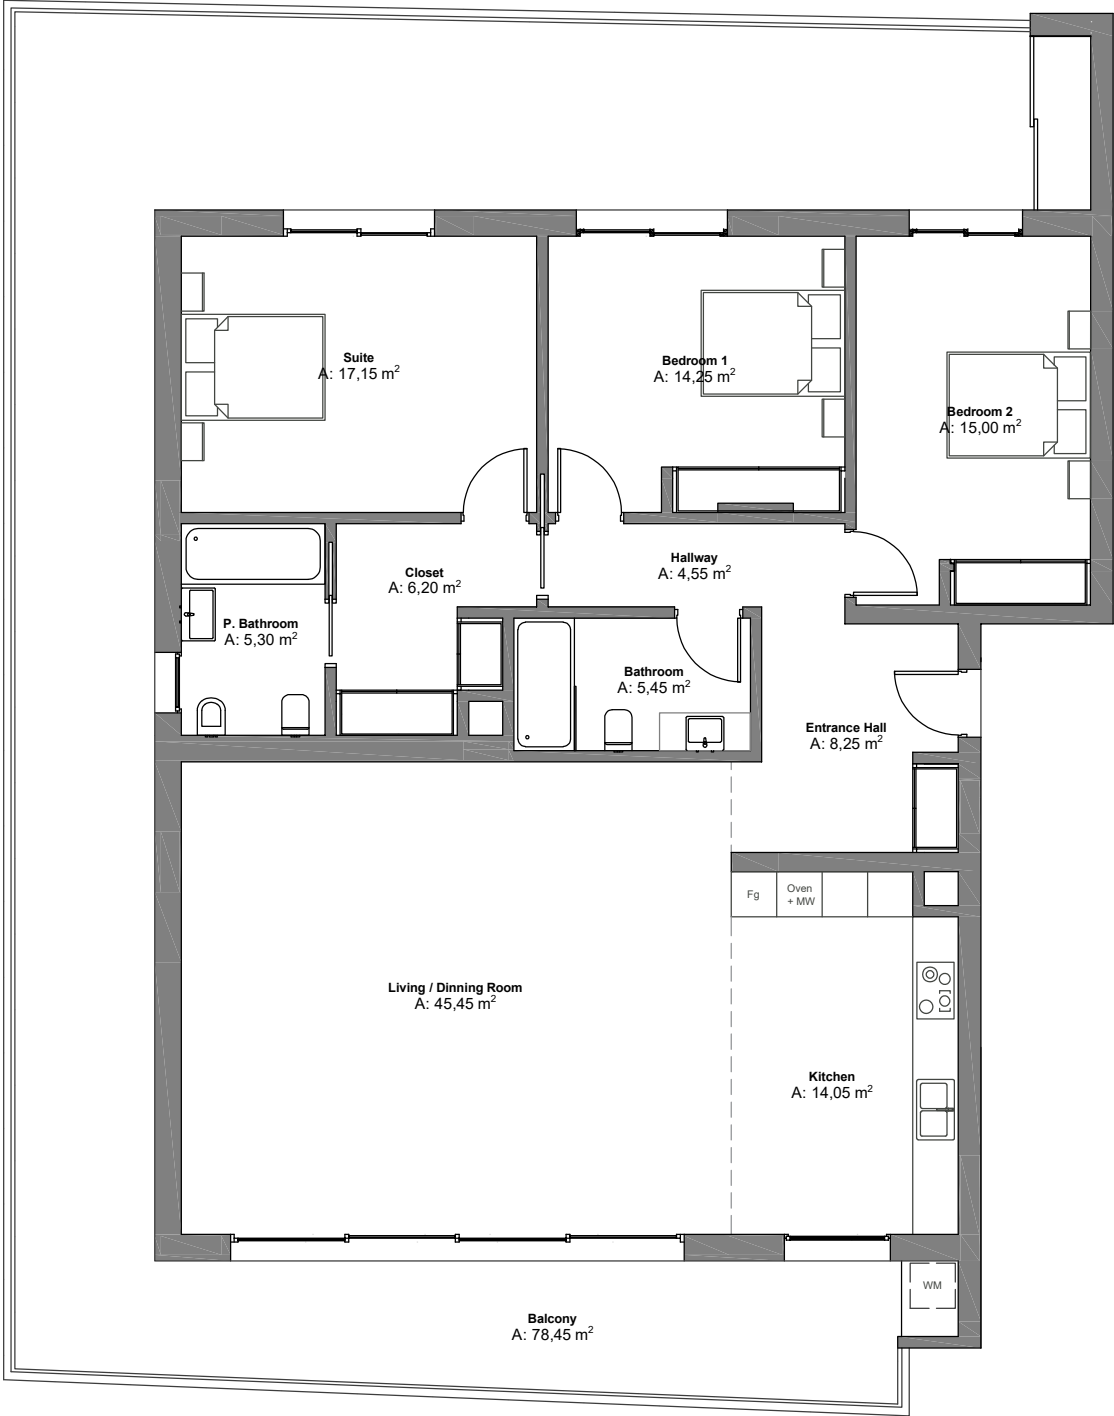 Suite
A: 17,15 m²
Bedroom 1
A: 14,25 m²
Bedroom 2
A: 15,00 m²
Hallway
A: 4,55 m²
Closet
A: 6,20 m²
P. Bathroom
A: 5,30 m²
Bathroom
A: 5,45 m²
Entrance Hall
A: 8,25 m²
Fg
Oven
+ MW
Living / Dinning Room
A: 45,45 m²
Kitchen
A: 14,05 m²
WM
Balcony
A: 78,45 m²